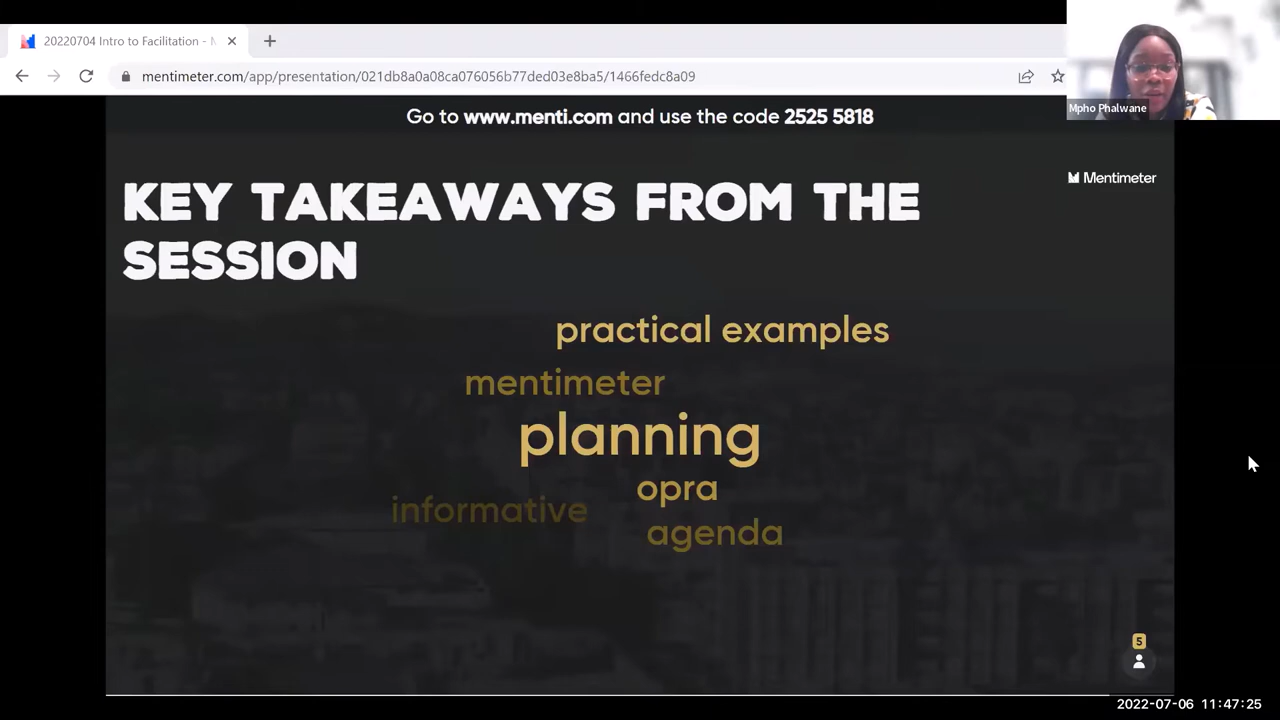 20220704 Intro to Facilitation -
mentimeter.com/app/presentation/021db8a0a08ca076056b77ded03e8ba5/1466fedc8a09
Mpho Phalwane
Go to www.menti.com and use the code 2525 5818
Mentimeter
KEY TAKEAWAYS FROM THE
SESSION
practical examples
mentimeter
planning
opra
informative
agenda
5
2022-07-06 11:47:25